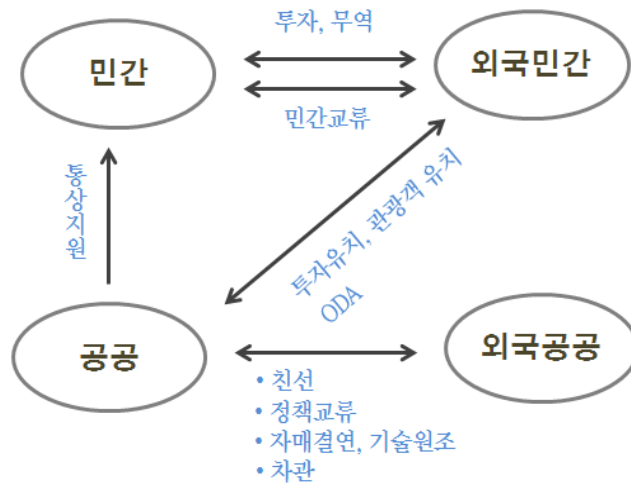 투자, 무역
민간
외국민간
민간교류
통상지원
투자유치, 관광객 유치
ODA
공공
외국공공
• 친선
• 정책교류
• 자매결연, 기술원조
• 차관